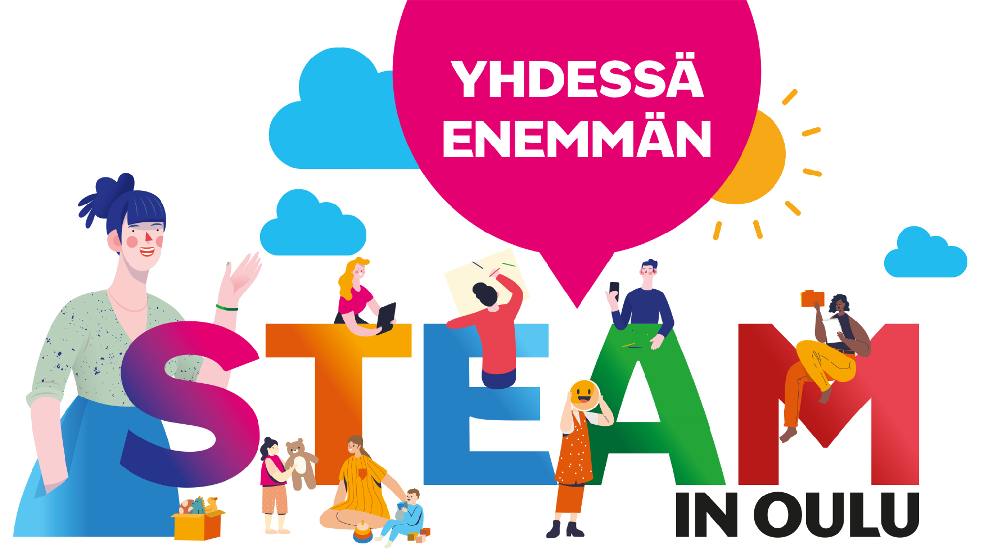 YHDESSÄ
ENEMMÄN
STEAM
IN OULU